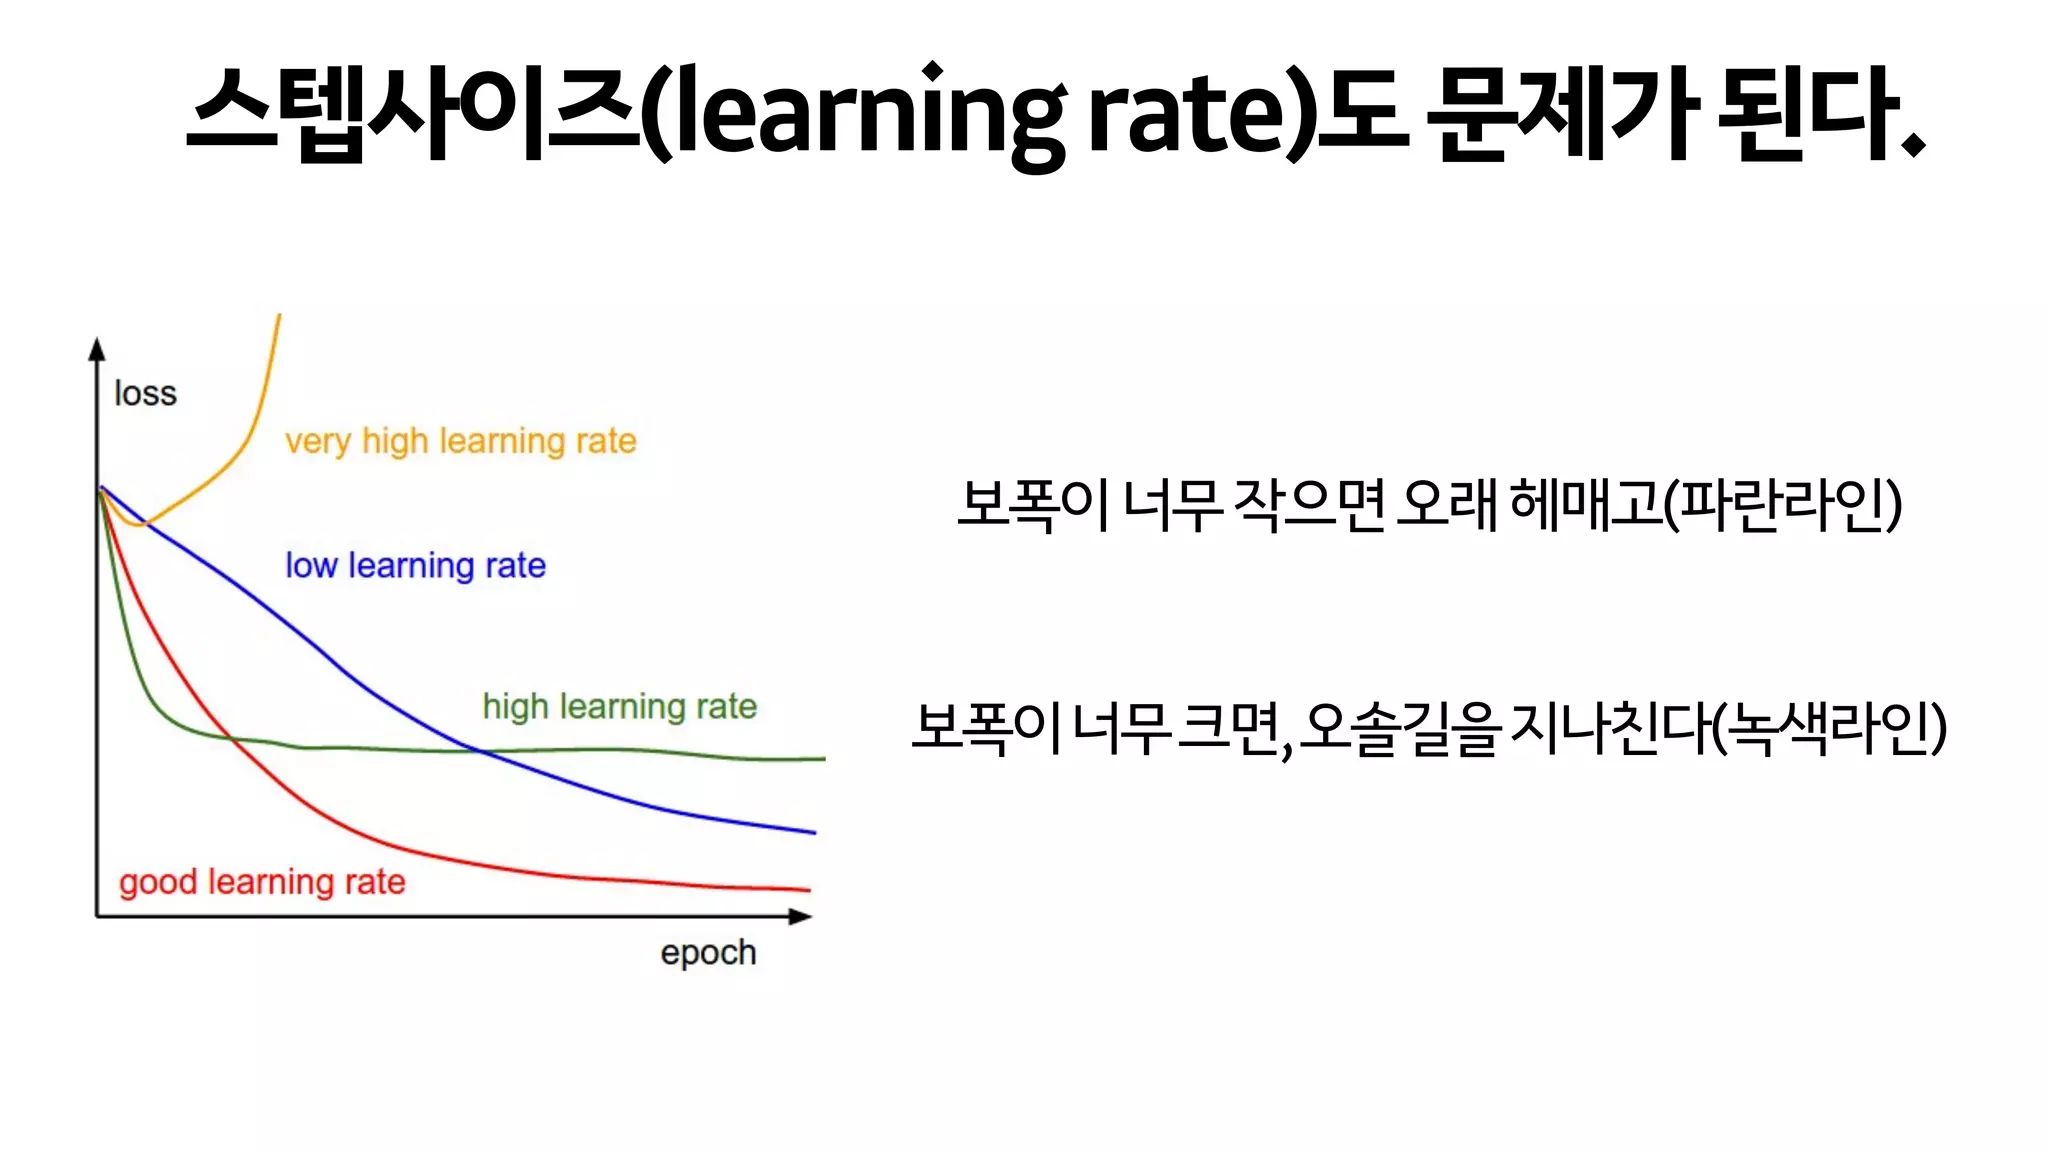 스텝사이즈(learning rate)도 문제가 된다.
loss
very high learning rate
low learning rate
high learning rate
good learning rate
epoch
보폭이 너무 작으면 오래 헤매고(파란라인)
보폭이 너무 크면, 오솔길을 지나친다(녹색라인)